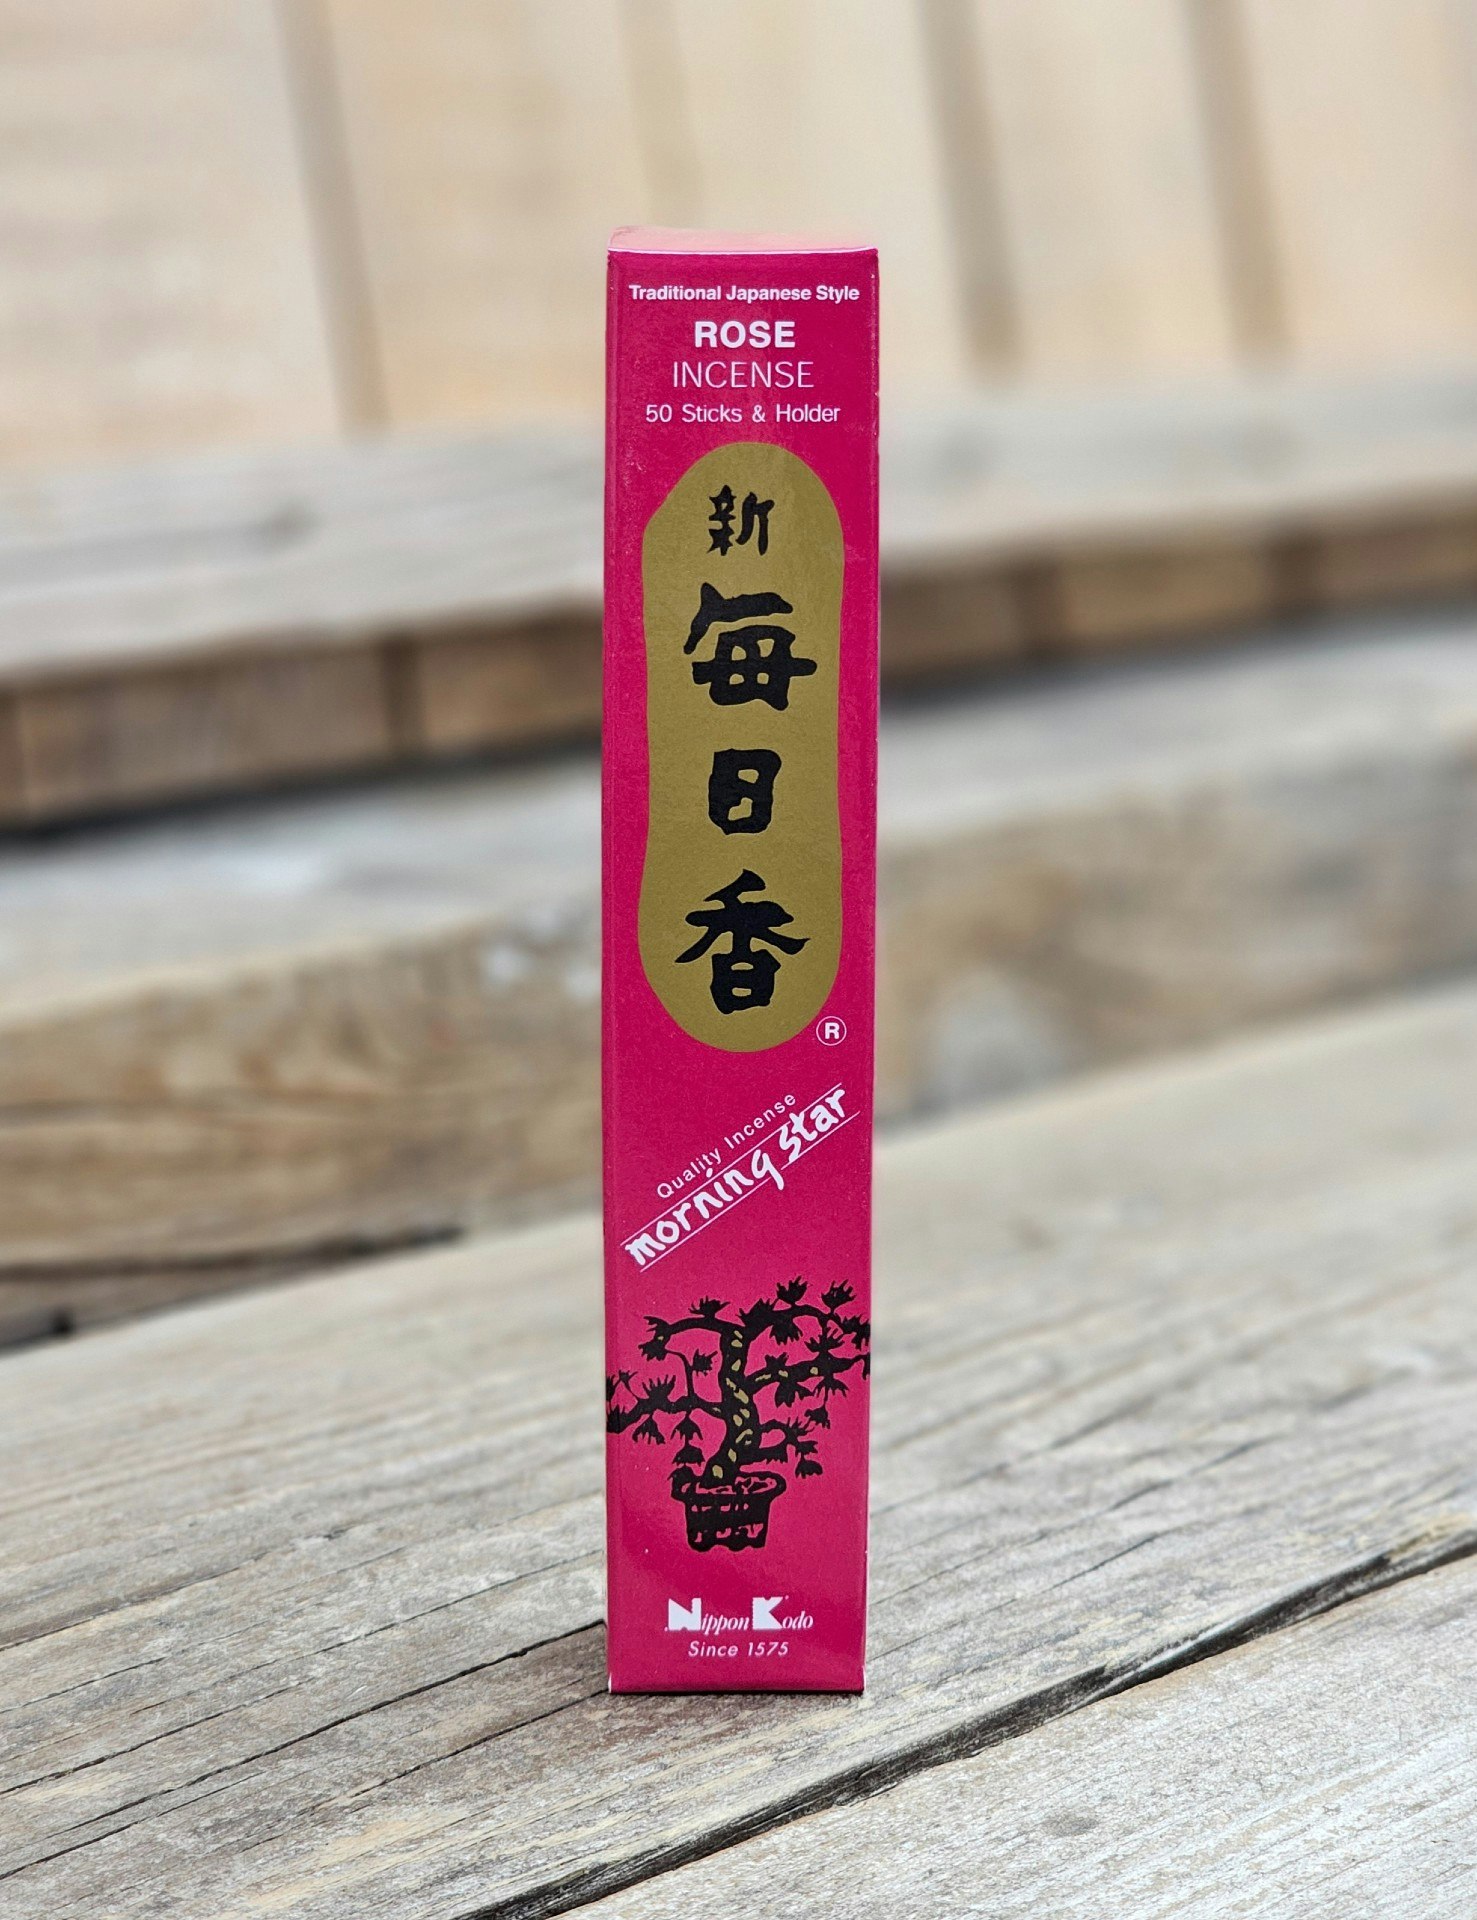 Traditional Japanese Style
ROSE
INCENSE
50 Sticks & Holder
新
毎
日
香
®
Quality Incense
morning star
Nippon Kodo
Since 1575